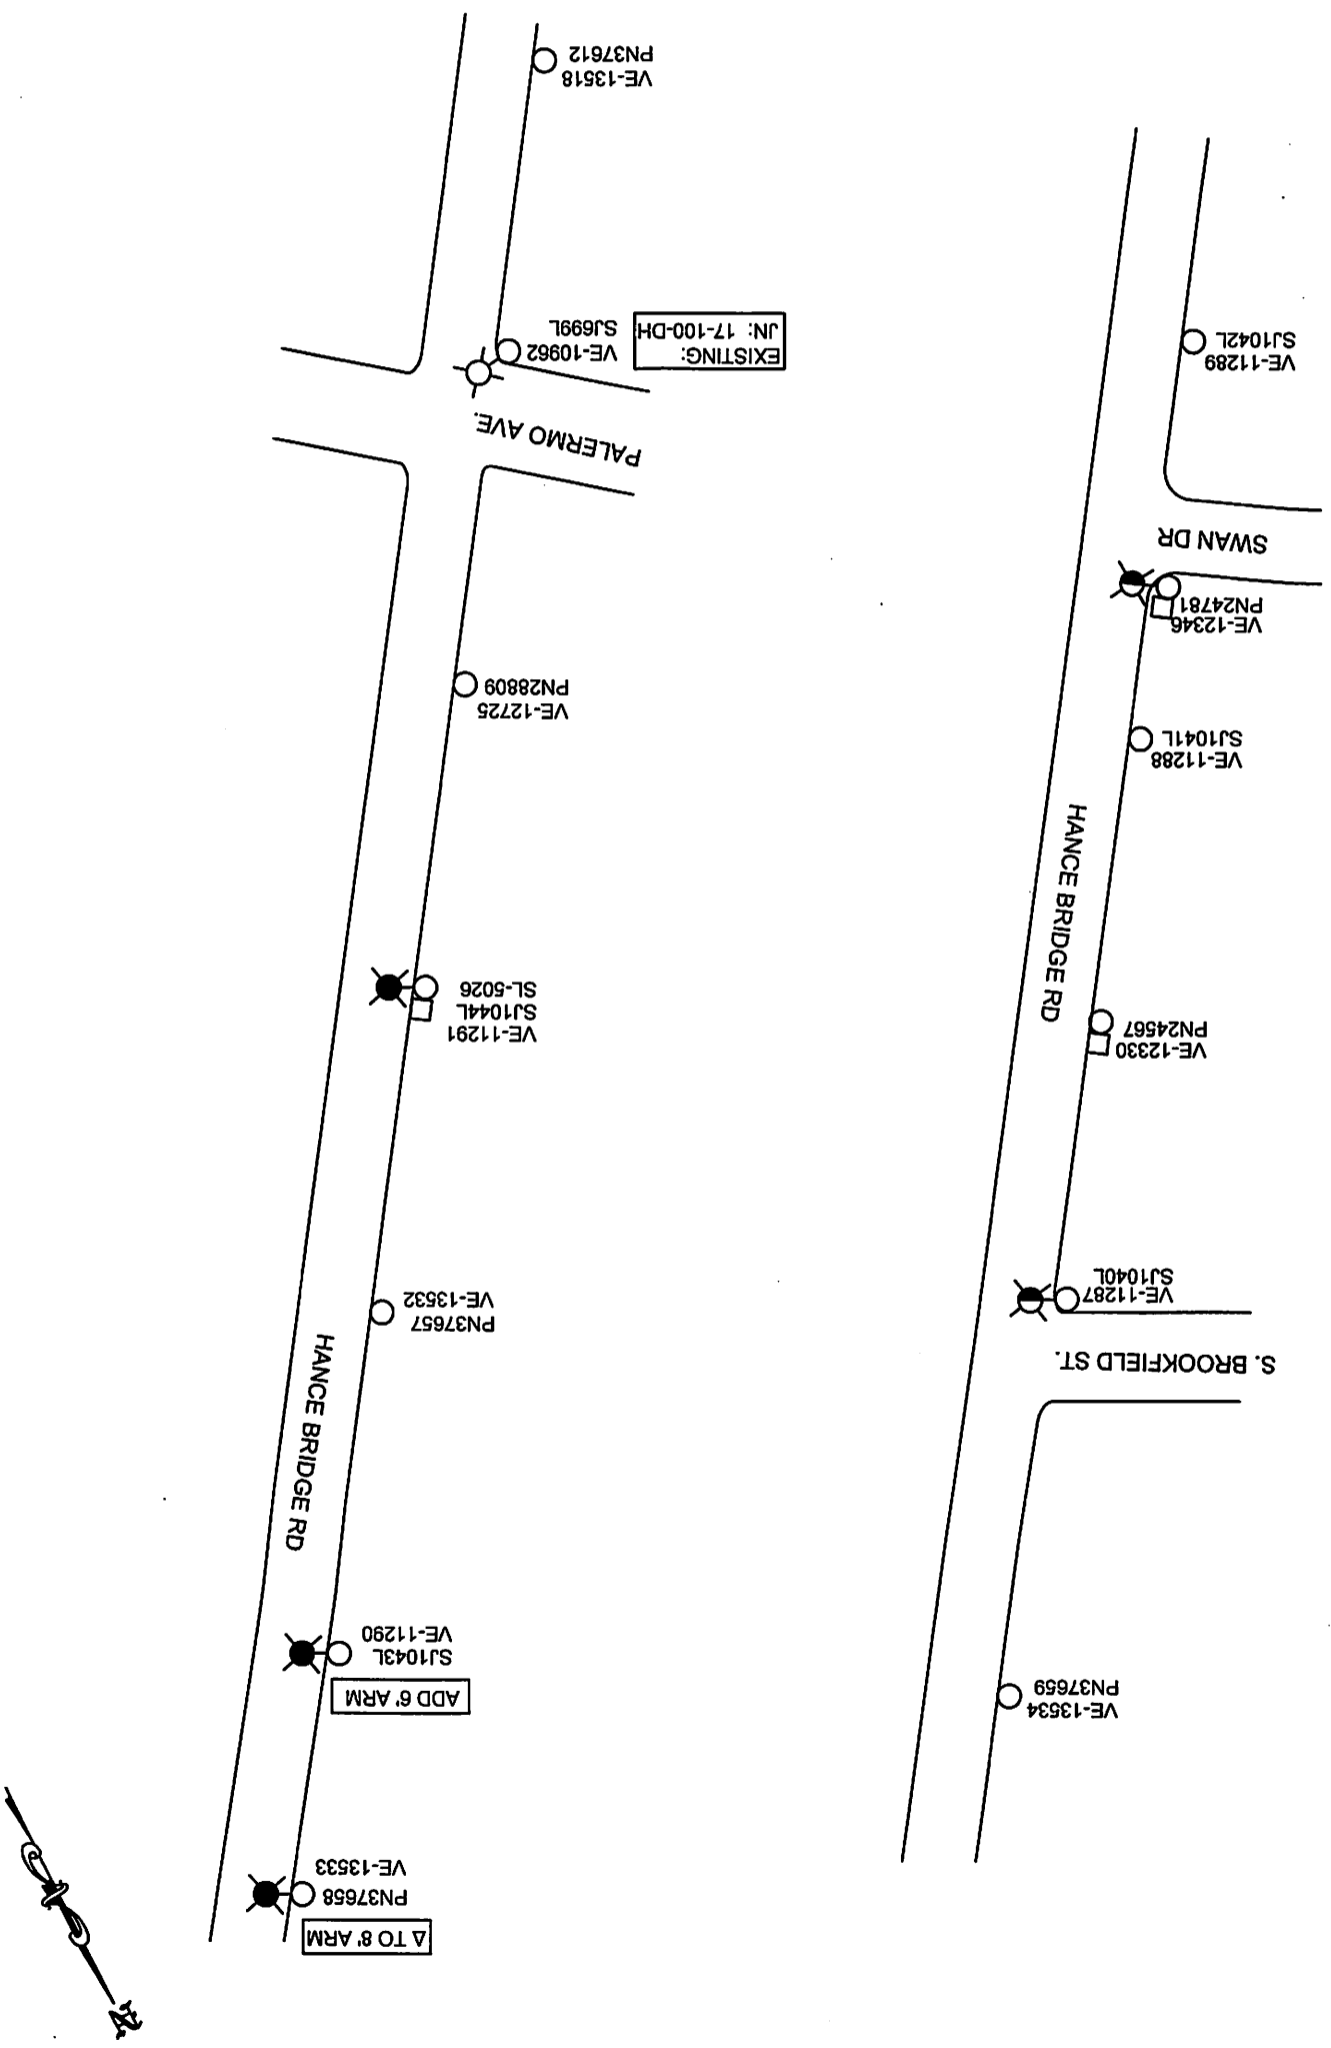 VE-13534
PN37659
S. BROOKFIELD ST.
VE-11287
SJ1040L
VE-12330
PN24567
HANCE BRIDGE RD
VE-11288
SJ1041L
VE-12346
PN24781
SWAN DR
VE-11289
SJ1042L
N
Δ TO 8' ARM
PN37658
VE-13533
ADD 6' ARM
SJ1043L
VE-11290
HANCE BRIDGE RD
PN37657
VE-13532
VE-11291
SJ1044L
SL-5026
VE-12725
PN28809
PALERMO AVE.
EXISTING:
JN: 17-100-DH
VE-10962
SJ699L
VE-13518
PN37612